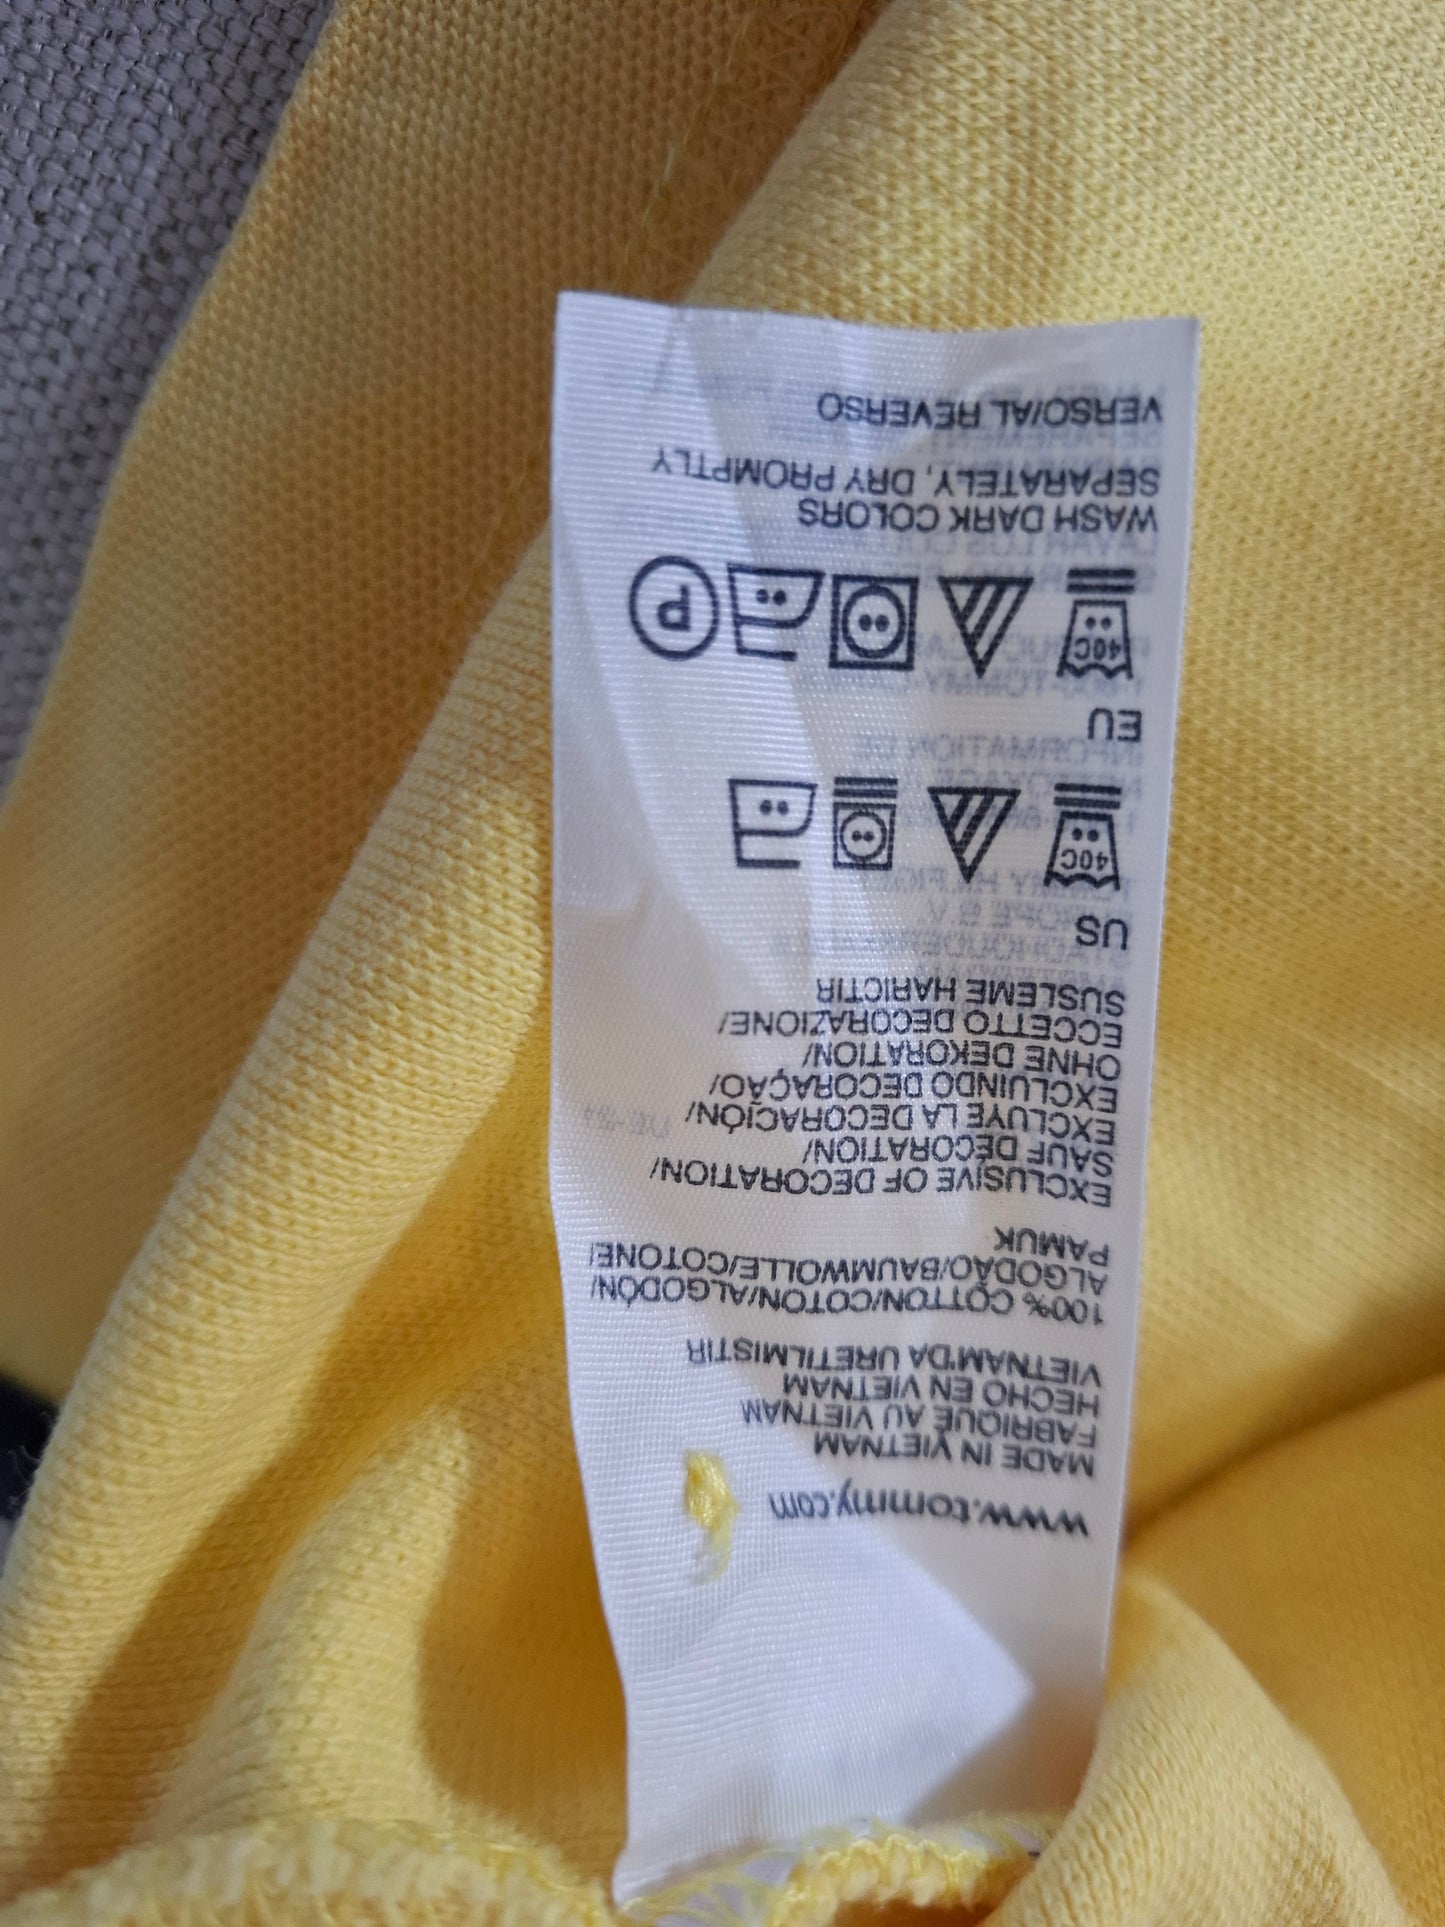 www.tommy.com
MADE IN VIETNAM
FABRIQUÉ AU VIETNAM
HECHO EN VIETNAM
VIETNAM'DA URETILMISTIR
100% COTTON/COTON/ALGODÓN/
ALGODÃO/BAUMWOLLE/COTONE/
PAMUK
EXCLUSIVE OF DECORATION/
SAUF DÉCORATION/
EXCLUYE LA DECORACIÓN/
EXCLUINDO DECORAÇÃO/
OHNE DEKORATION/
ECCETTO DECORAZIONE/
SUSLEME HARICTIR
US
40C
EU
40C
P
WASH DARK COLORS
SEPARATELY, DRY PROMPTLY
VERSO/AL REVERSO